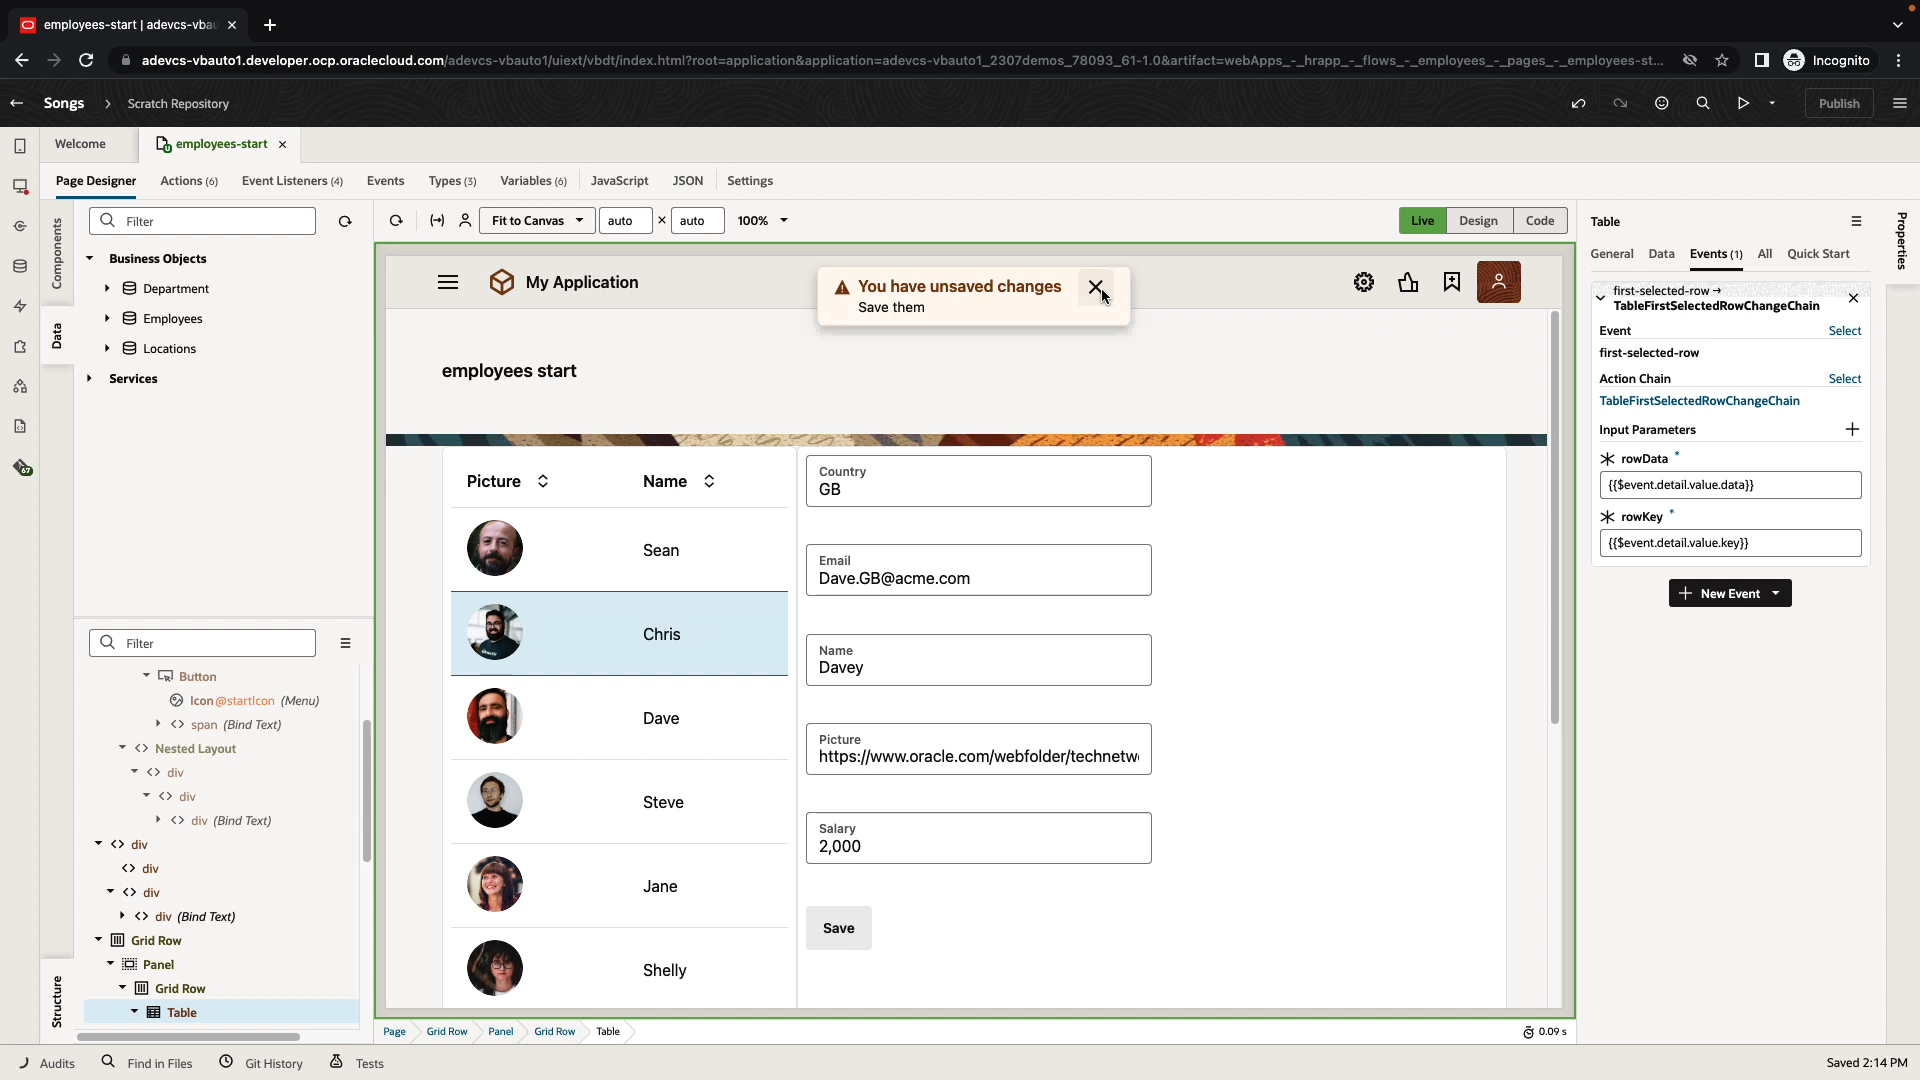 employees-start | adevcs-vbau
adevcs-vbauto1.developer.ocp.oraclecloud.com/adevcs-vbauto1/uiext/vbdt/index.html?root=application&application=adevcs-vbauto1_2307demos_78093_61-1.0&artifact=webApps_-_hrapp_-_flows_-_employees_-_pages_-_employees-st...
Incognito
Songs
Scratch Repository
Publish
Welcome
employees-start
Page Designer
Actions (6)
Event Listeners (4)
Events
Types (3)
Variables (6)
JavaScript
JSON
Settings
Components
Data
Filter
Business Objects
Department
Employees
Locations
Services
Fit to Canvas
auto
×
auto
100%
Live
Design
Code
My Application
You have unsaved changes
Save them
employees start
Picture
Name
Sean
Chris
Dave
Steve
Jane
Shelly
Country
GB
Email
Dave.GB@acme.com
Name
Davey
Picture
https://www.oracle.com/webfolder/technetw
Salary
2,000
Save
Structure
Filter
Button
Icon @startIcon (Menu)
span (Bind Text)
Nested Layout
div
div
div (Bind Text)
div
div
div
div (Bind Text)
Grid Row
Panel
Grid Row
Table
Page
Grid Row
Panel
Grid Row
Table
0.09 s
Properties
Table
General
Data
Events (1)
All
Quick Start
first-selected-row →
TableFirstSelectedRowChangeChain
Event
Select
first-selected-row
Action Chain
Select
TableFirstSelectedRowChangeChain
Input Parameters
rowData *
{{$event.detail.value.data}}
rowKey *
{{$event.detail.value.key}}
New Event
Audits
Find in Files
Git History
Tests
Saved 2:14 PM
67